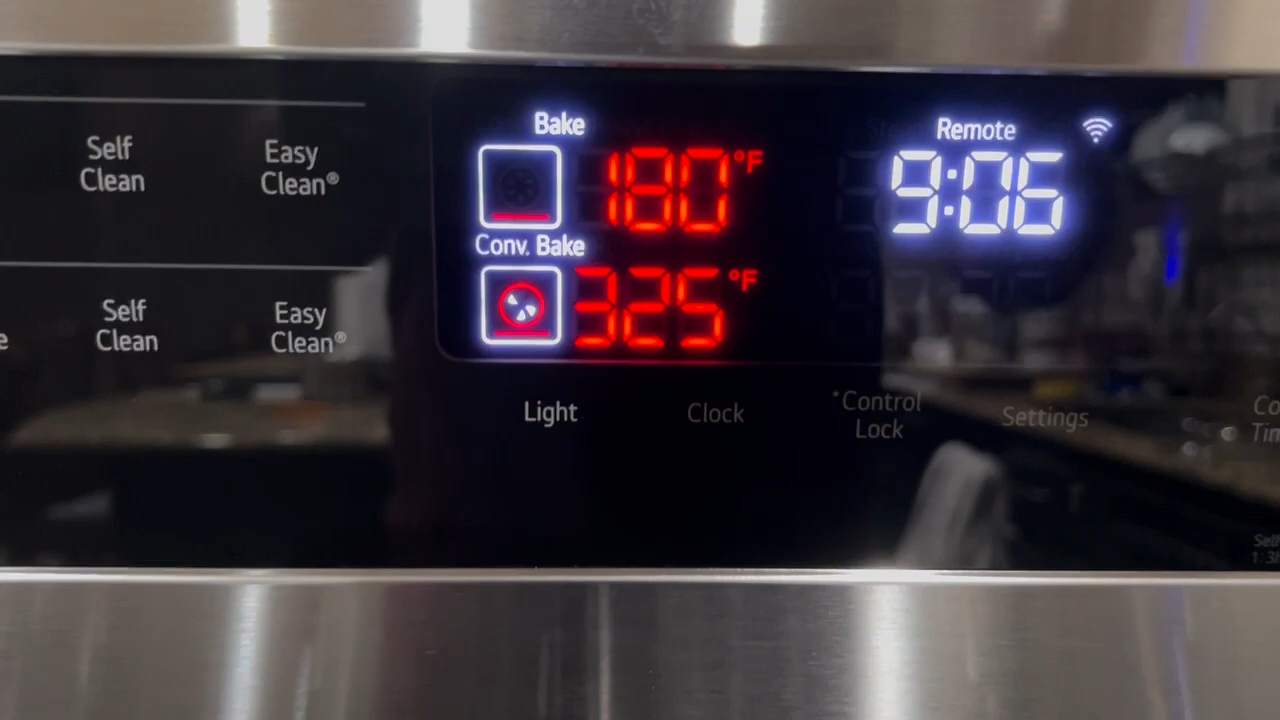 Self
Clean
Easy
Clean®
Bake
180°F
Conv. Bake
325°F
Remote
9:06
Self
Clean
Easy
Clean®
Light
Clock
*Control
Lock
Settings